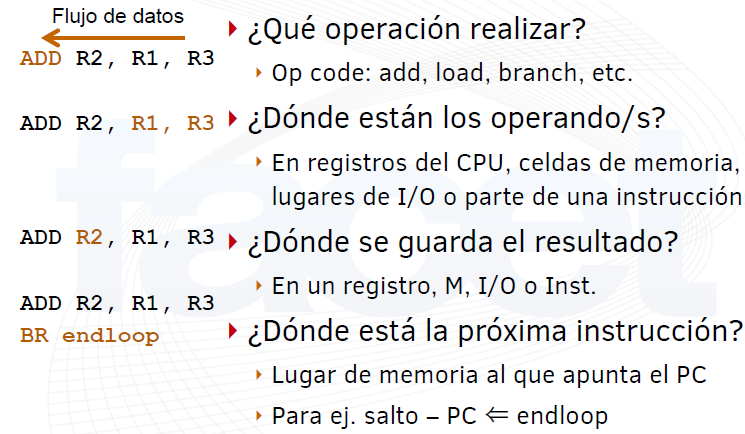 Flujo de datos
ADD R2, R1, R3
¿Qué operación realizar?
Op code: add, load, branch, etc.
ADD R2, R1, R3
¿Dónde están los operando/s?
En registros del CPU, celdas de memoria,
lugares de I/O o parte de una instrucción
ADD R2, R1, R3
¿Dónde se guarda el resultado?
En un registro, M, I/O o Inst.
ADD R2, R1, R3
BR endloop
¿Dónde está la próxima instrucción?
Lugar de memoria al que apunta el PC
Para ej. salto – PC ⇐ endloop
facet